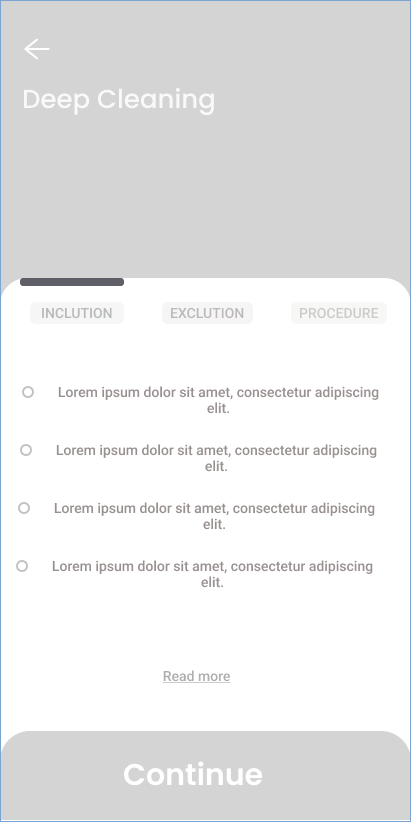 Deep Cleaning
INCLUTION EXCLUTION PROCEDURE
Lorem ipsum dolor sit amet, consectetur adipiscing
elit.
Lorem ipsum dolor sit amet, consectetur adipiscing
elit.
Lorem ipsum dolor sit amet, consectetur adipiscing
elit.
Lorem ipsum dolor sit amet, consectetur adipiscing
elit.
Read more
Continue